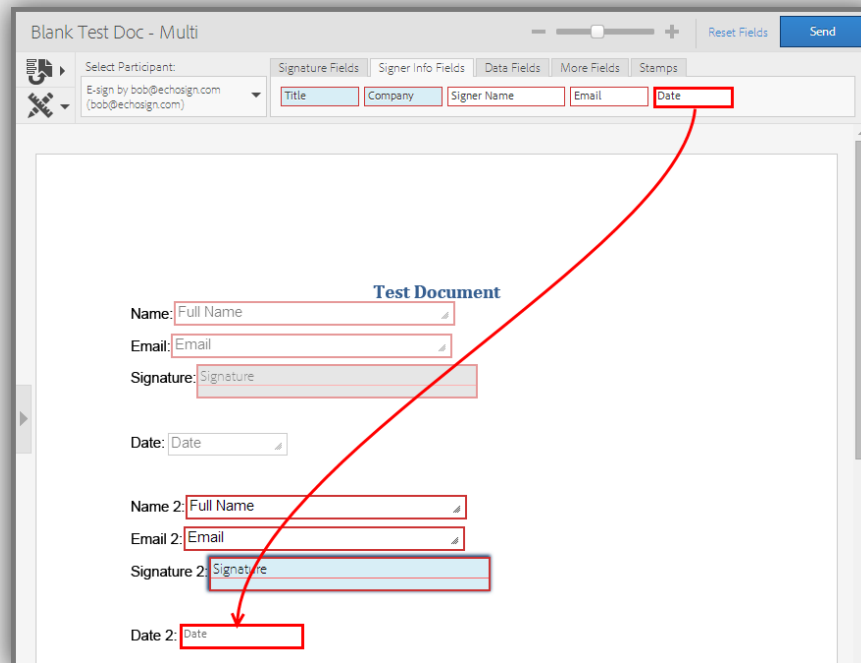 Blank Test Doc - Multi
Reset Fields
Send
Select Participant:
E-sign by bob@echosign.com
(bob@echosign.com)
Signature Fields
Signer Info Fields
Data Fields
More Fields
Stamps
Title
Company
Signer Name
Email
Date
Test Document
Name: Full Name
Email: Email
Signature: Signature
Date: Date
Name 2: Full Name
Email 2: Email
Signature 2: Signature
Date 2: Date